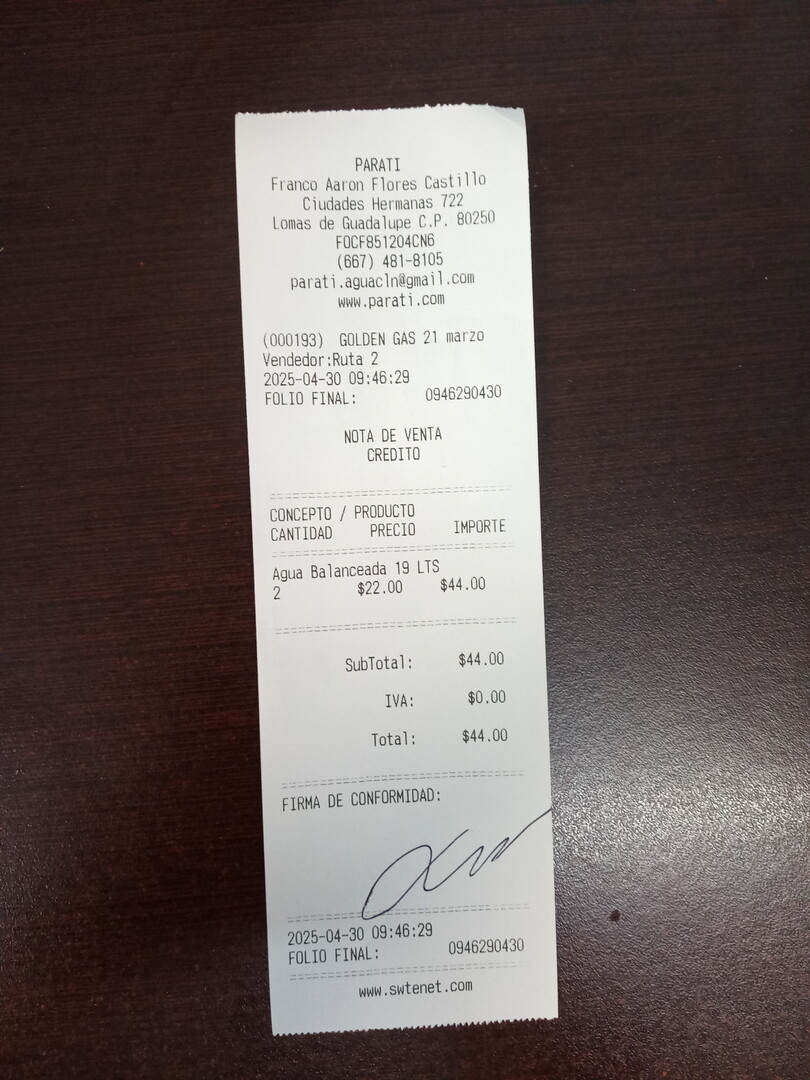 PARATI
Franco Aaron Flores Castillo
Ciudades Hermanas 722
Lomas de Guadalupe C.P. 80250
FOCF851204CN6
(667) 481-8105
parati.aguacln@gmail.com
www.parati.com
(000193) GOLDEN GAS 21 marzo
Vendedor:Ruta 2
2025-04-30 09:46:29
FOLIO FINAL: 0946290430
NOTA DE VENTA
CREDITO
CONCEPTO / PRODUCTO
CANTIDAD PRECIO IMPORTE
Agua Balanceada 19 LTS
2 $22.00 $44.00
SubTotal: $44.00
IVA: $0.00
Total: $44.00
FIRMA DE CONFORMIDAD:
2025-04-30 09:46:29
FOLIO FINAL: 0946290430
www.swtenet.com